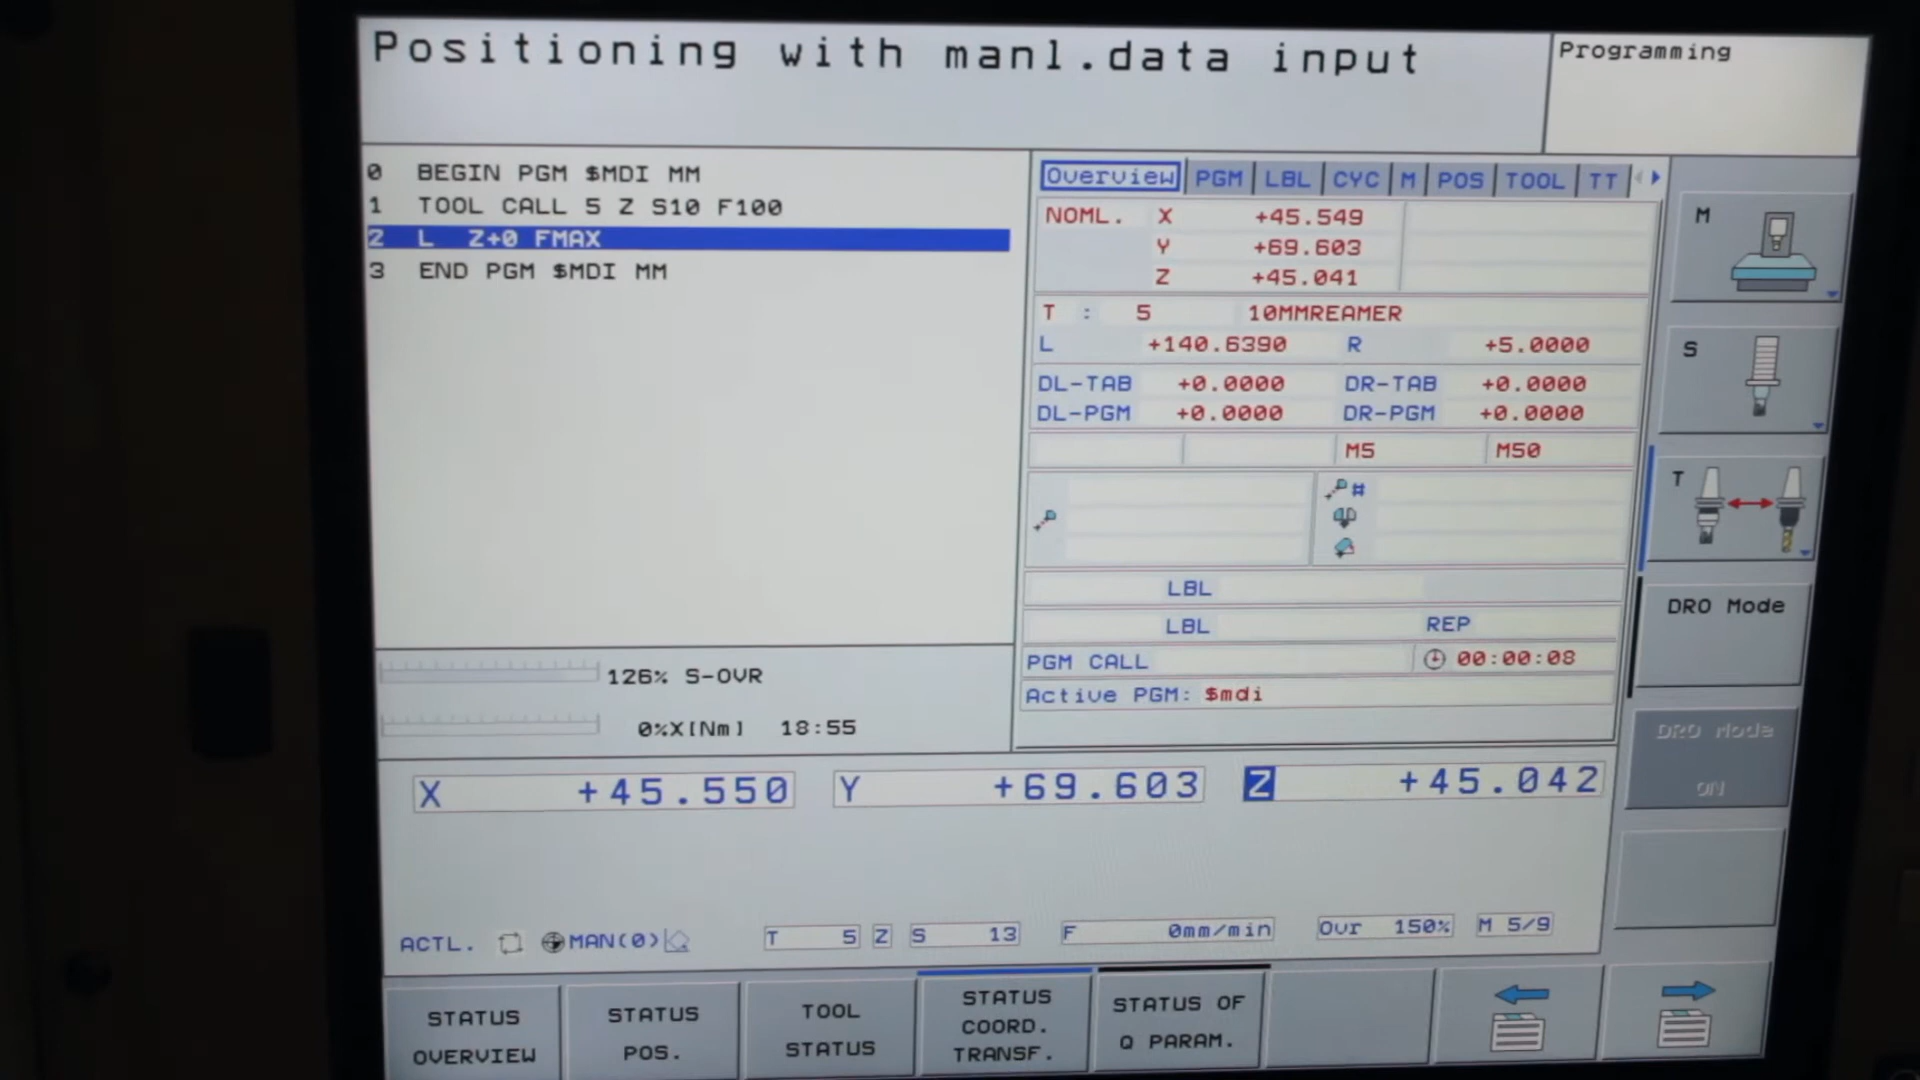 Positioning with manl.data input
Programming
0 BEGIN PGM $MDI MM
1 TOOL CALL 5 Z S10 F100
2 L Z+0 FMAX
3 END PGM $MDI MM
Overview PGM LBL CYC M POS TOOL TT
NOML. X +45.549
Y +69.603
Z +45.041
T : 5 10MMREAMER
L +140.6390 R +5.0000
DL-TAB +0.0000 DR-TAB +0.0000
DL-PGM +0.0000 DR-PGM +0.0000
M5 M50
#
LBL
LBL REP
PGM CALL 00:00:08
Active PGM: $mdi
126% S-OVR
0%X[Nm] 18:55
X +45.550 Y +69.603 Z +45.042
ACTL. MAN(0) T 5 Z S 13 F 0mm/min Ovr 150% M 5/9
M
S
T
DRO Mode
DRO Mode
ON
STATUS
OVERVIEW
STATUS
POS.
TOOL
STATUS
STATUS
COORD.
TRANSF.
STATUS OF
Q PARAM.